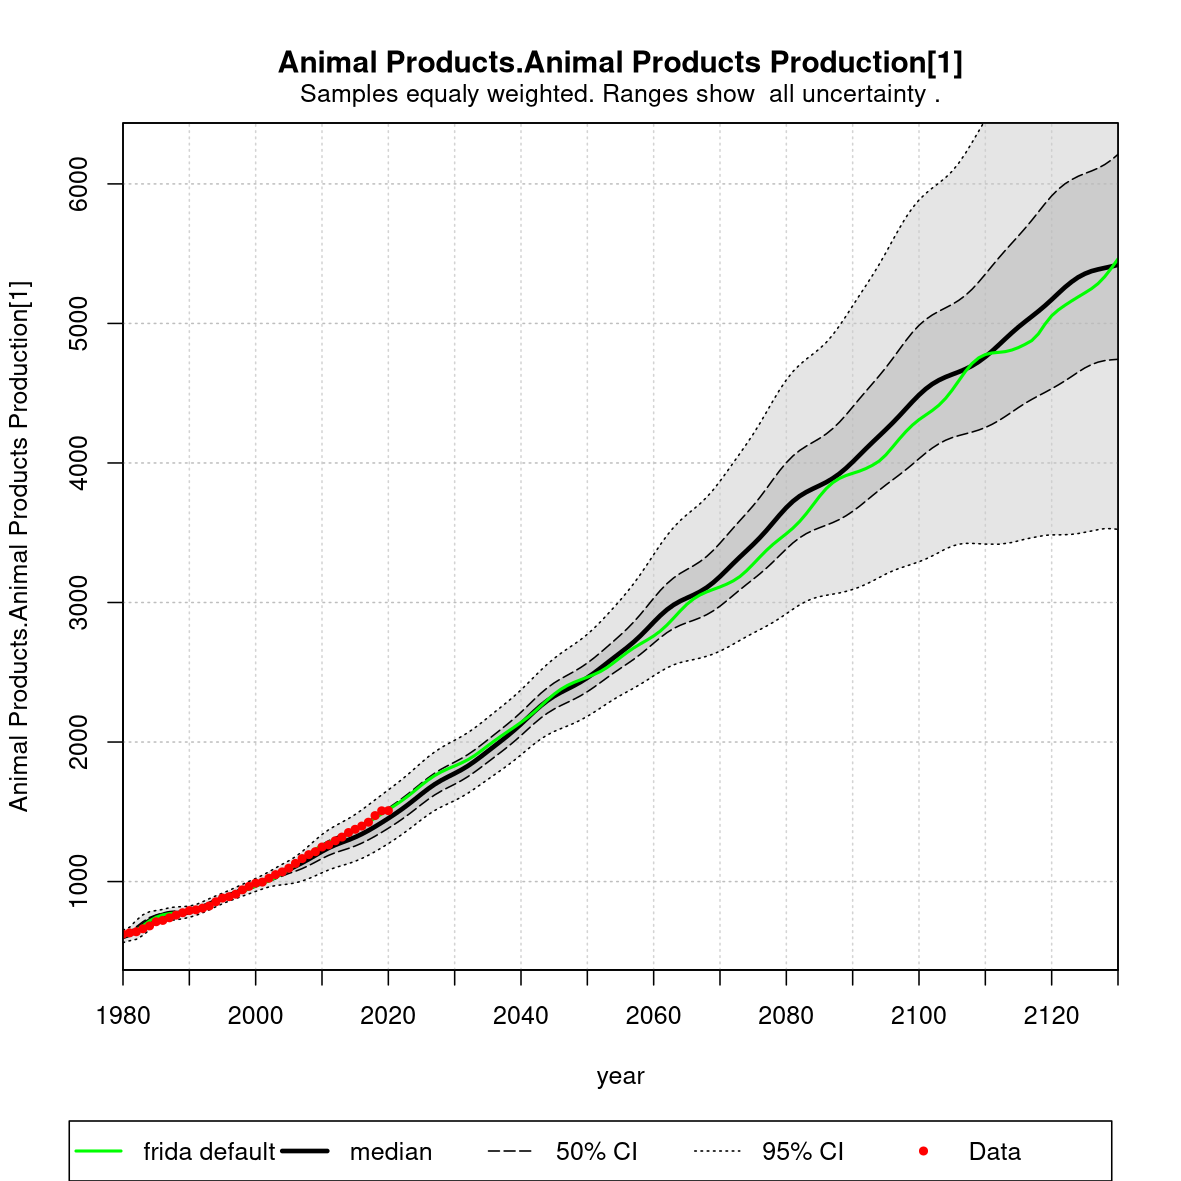 Animal Products.Animal Products Production[1]
Samples equaly weighted. Ranges show  all uncertainty .
Animal Products.Animal Products Production[1]
6000
5000
4000
3000
2000
1000
1980 2000 2020 2040 2060 2080 2100 2120
year
frida default median 50% CI 95% CI Data